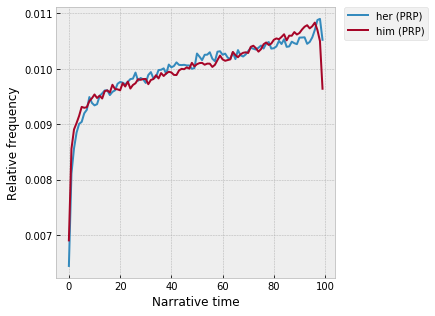 0.011
0.010
0.009
0.008
0.007
Relative frequency
0 20 40 60 80 100
Narrative time
her (PRP)
him (PRP)